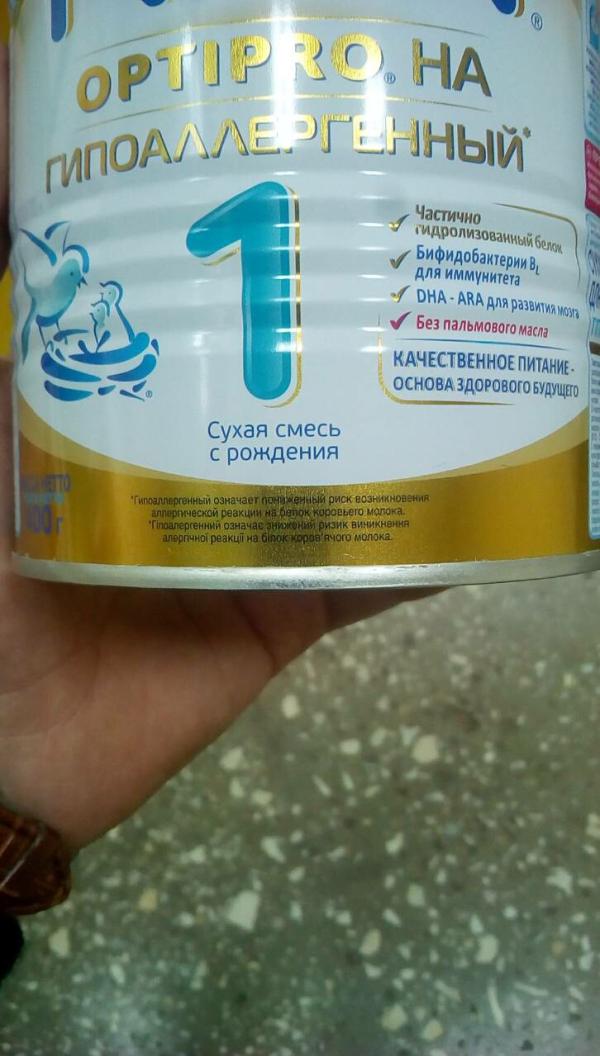 ®
OPTIPRO® HA
ГИПОАЛЛЕРГЕННЫЙ*
1
Частично
гидролизованный белок
Бифидобактерии BL
для иммунитета
DHA - ARA для развития мозга
Без пальмового масла
КАЧЕСТВЕННОЕ ПИТАНИЕ -
ОСНОВА ЗДОРОВОГО БУДУЩЕГО
®
Сухая смесь
с рождения
НЕТТО
400 г
*Гипоаллергенный означает пониженный риск возникновения
аллергической реакции на белок коровьего молока.
*Гіпоалергенний означає знижений ризик виникнення
алергічної реакції на білок коров'ячого молока.